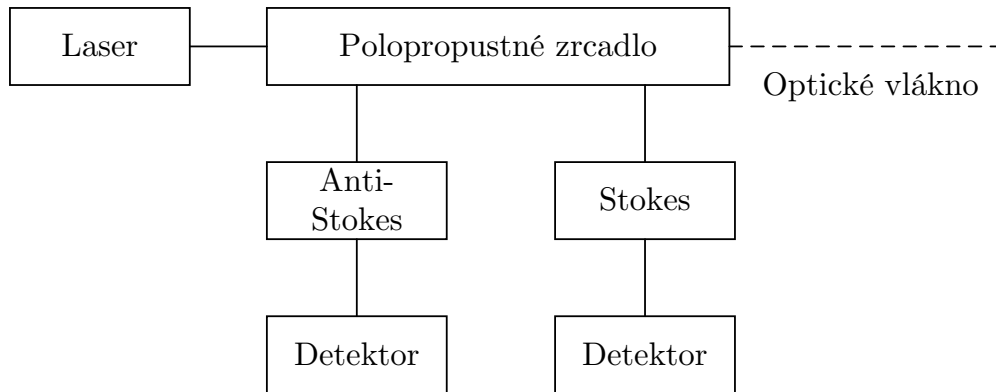 Laser
Polopropustné zrcadlo
Optické vlákno
Anti-
Stokes
Stokes
Detektor
Detektor